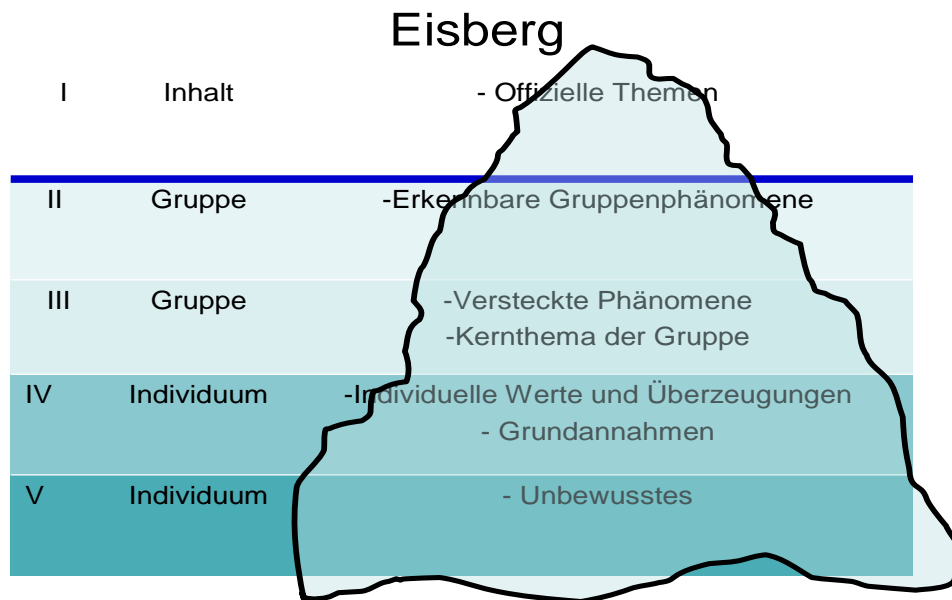 Eisberg
I Inhalt - Offizielle Themen
II Gruppe -Erkennbare Gruppenphänomene
III Gruppe -Versteckte Phänomene
-Kernthema der Gruppe
IV Individuum -Individuelle Werte und Überzeugungen
- Grundannahmen
V Individuum - Unbewusstes